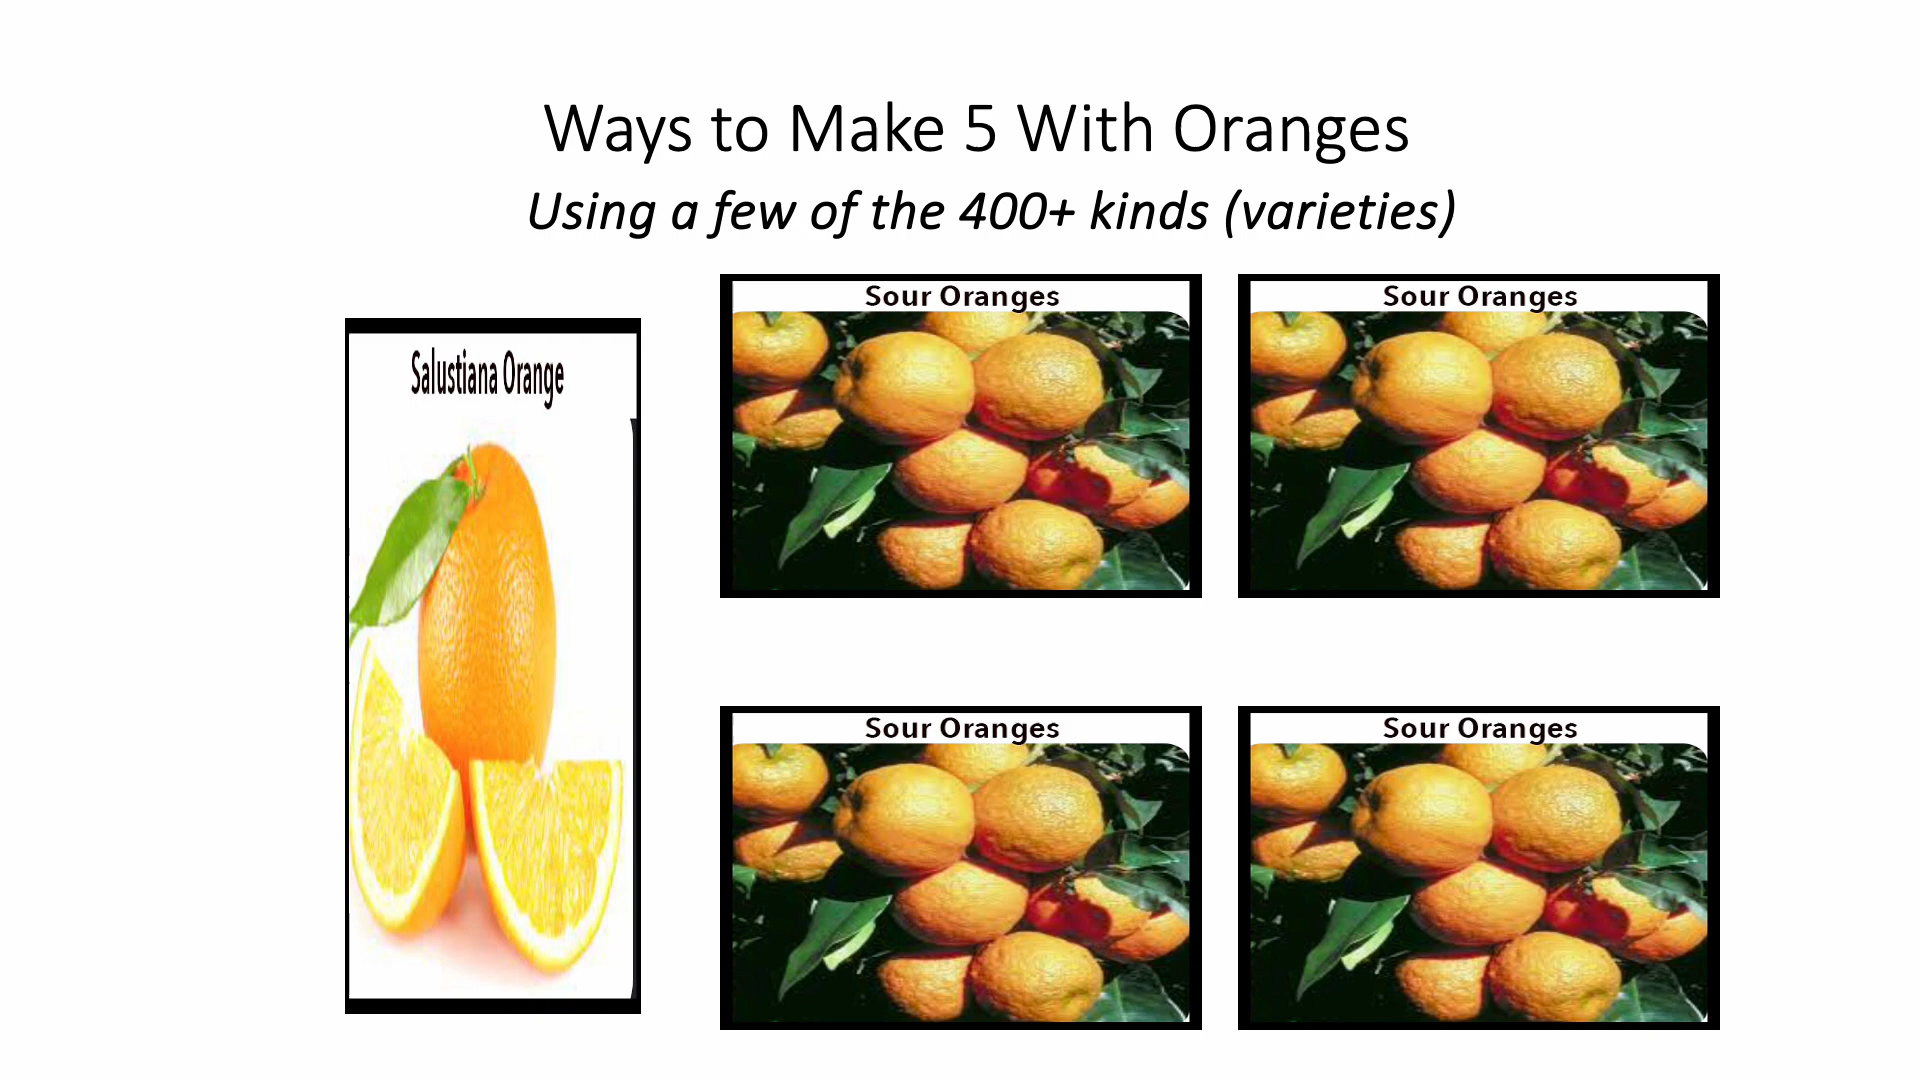 Ways to Make 5 With Oranges
Using a few of the 400+ kinds (varieties)
Salustiana Orange
Sour Oranges
Sour Oranges
Sour Oranges
Sour Oranges